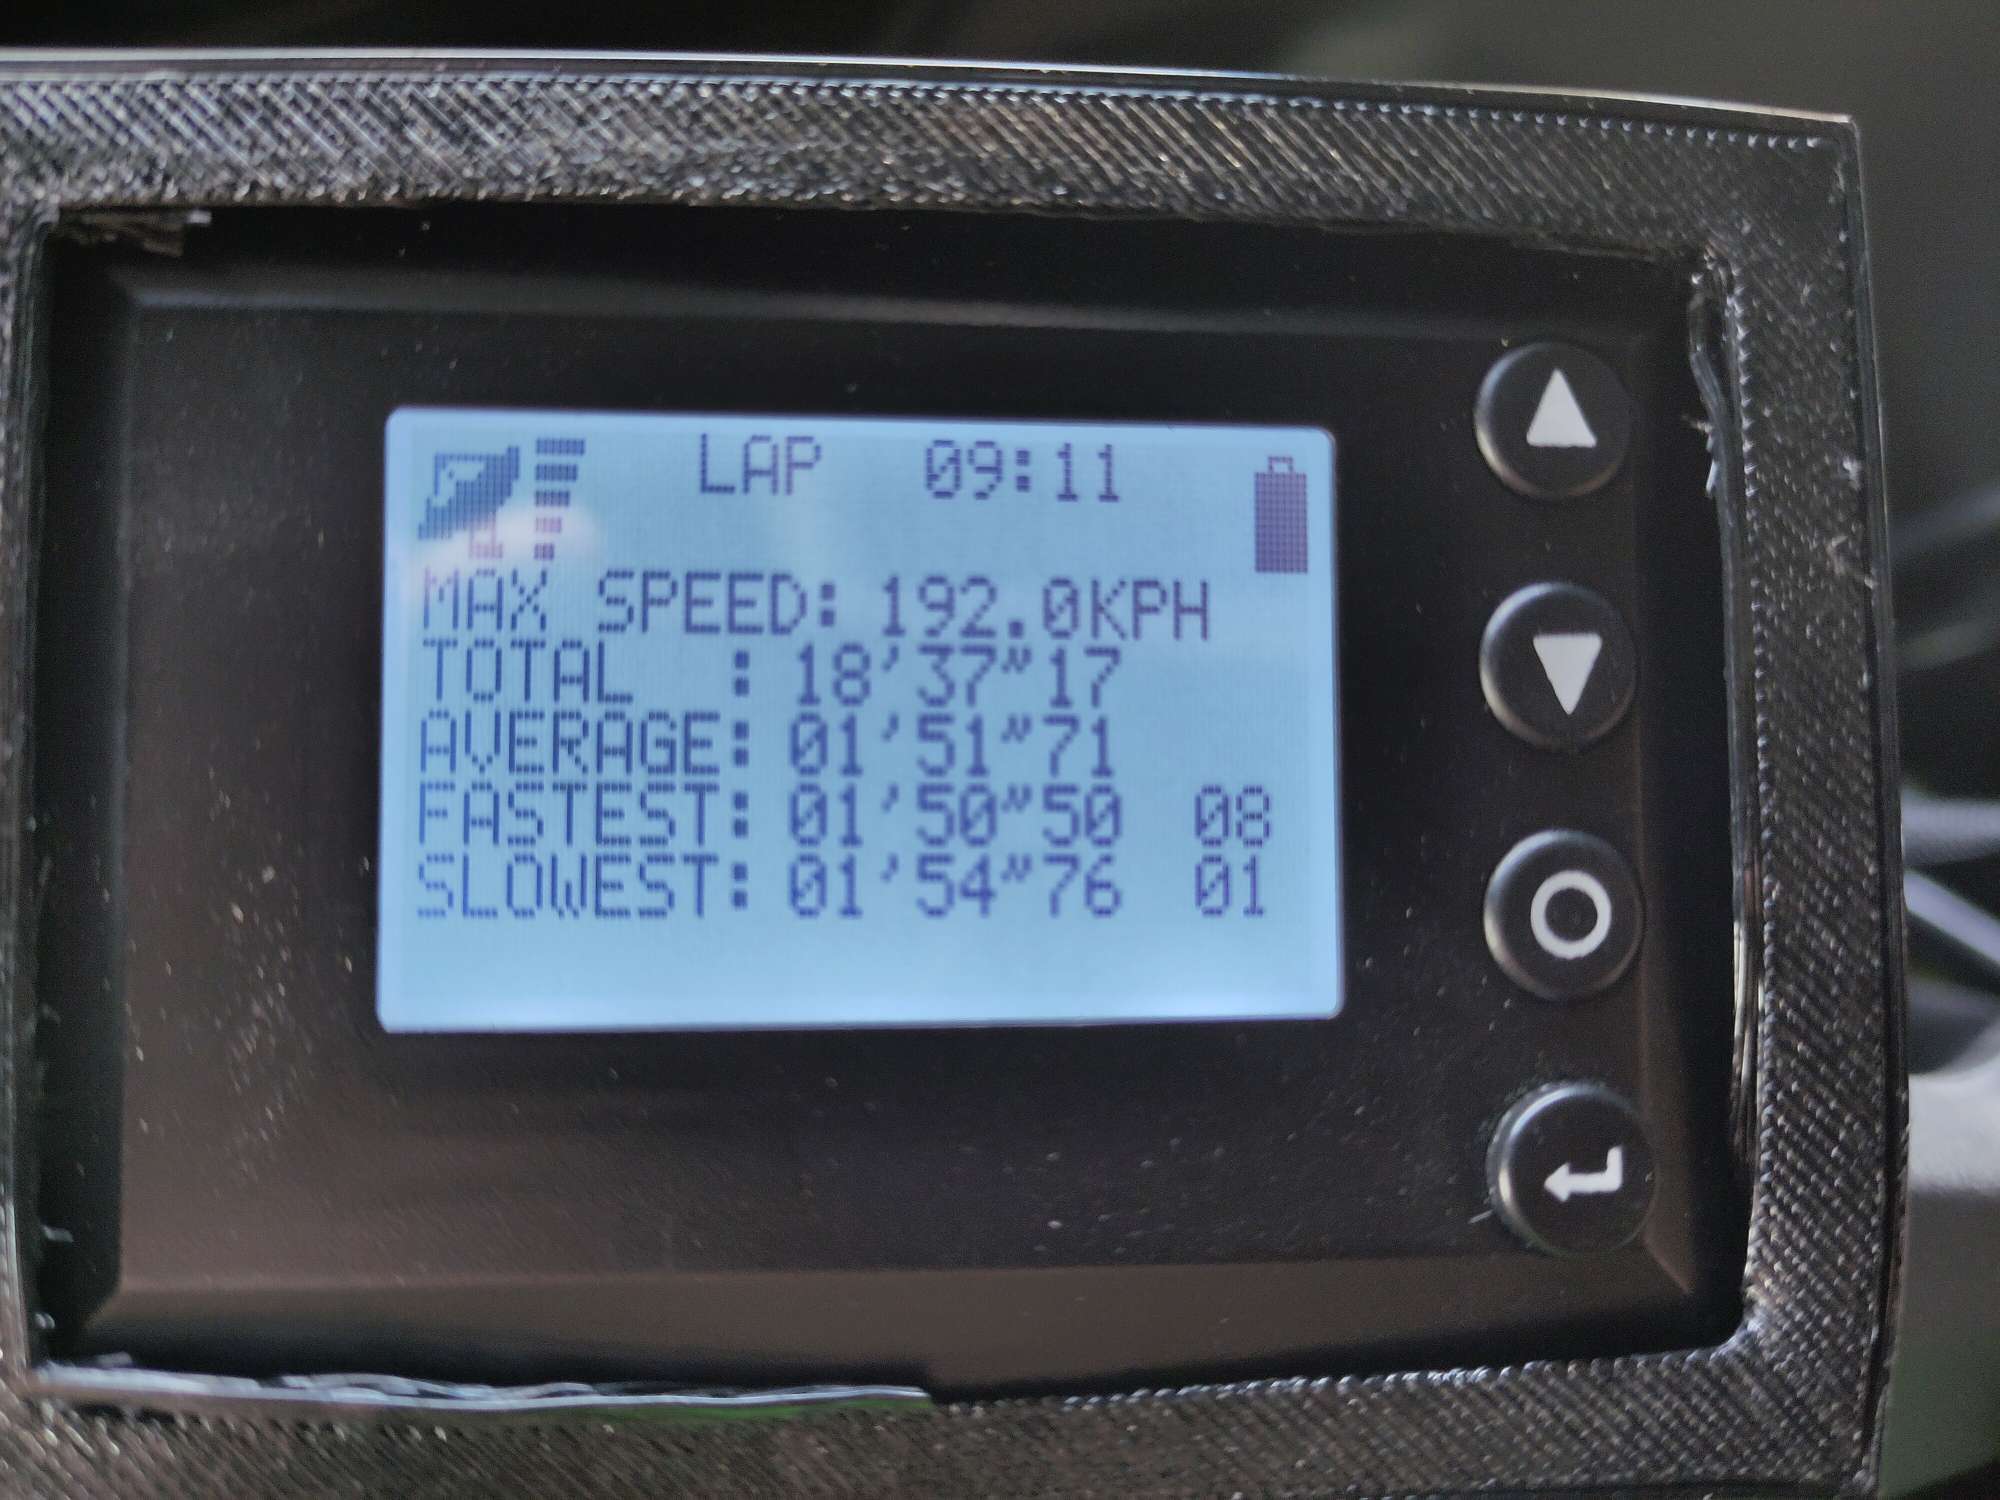 LAP 09:11
MAX SPEED: 192.0KPH
TOTAL : 18'37"17
AVERAGE: 01'51"71
FASTEST: 01'50"50 08
SLOWEST: 01'54"76 01